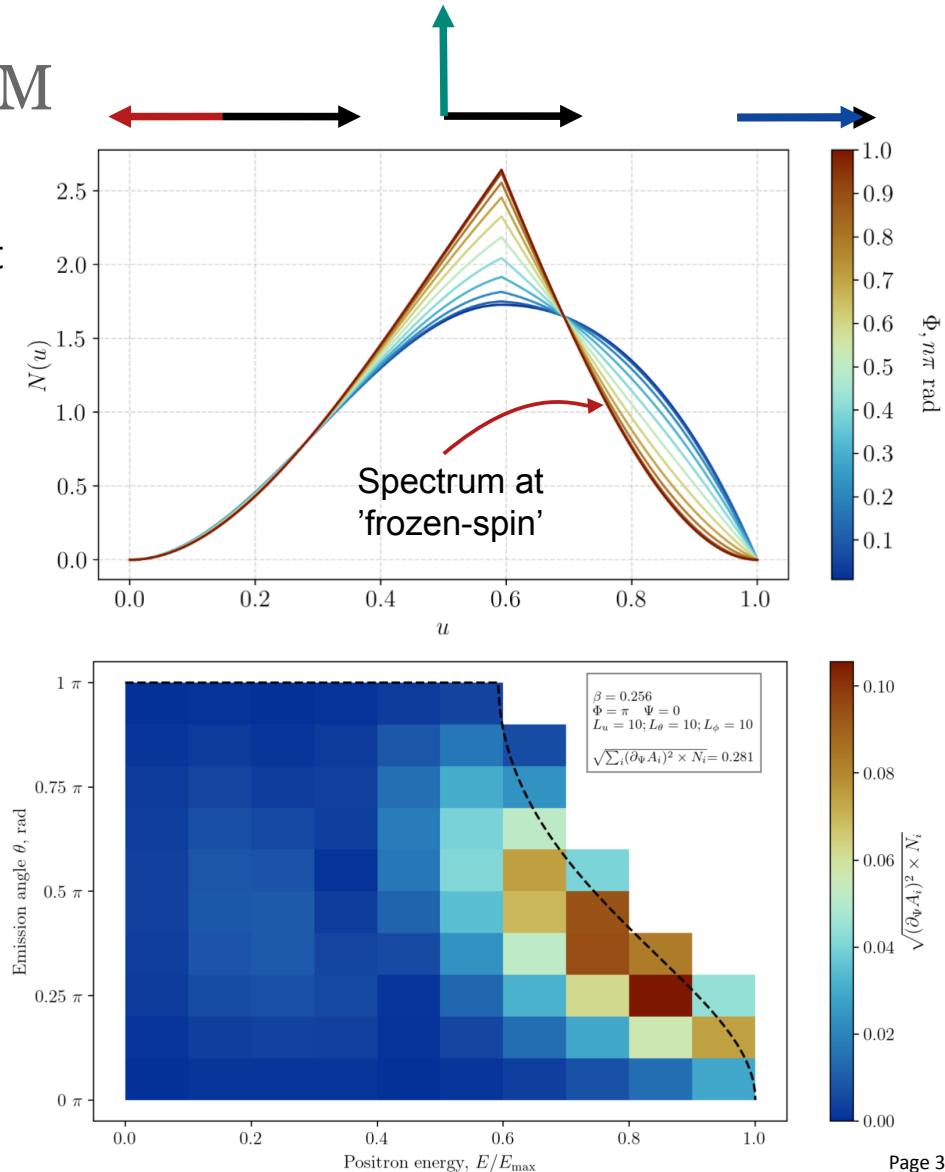 M
t
2.5
2.0
1.5
1.0
0.5
0.0
N(u)
0.0 0.2 0.4 0.6 0.8 1.0
u
Spectrum at
’frozen-spin’
1.0
0.9
0.8
0.7
0.6
0.5
0.4
0.3
0.2
0.1
Φ, nπ rad
1 π
0.75 π
0.5 π
0.25 π
0 π
Emission angle θ, rad
β = 0.256
Φ = π Ψ = 0
L_u = 10; L_θ = 10; L_ϕ = 10
√∑_i(∂_Ψ A_i)² × N_i = 0.281
0.0 0.2 0.4 0.6 0.8 1.0
Positron energy, E/E_max
0.10
0.08
0.06
0.04
0.02
0.00
√(∂_Ψ A_i)² × N_i
Page 3